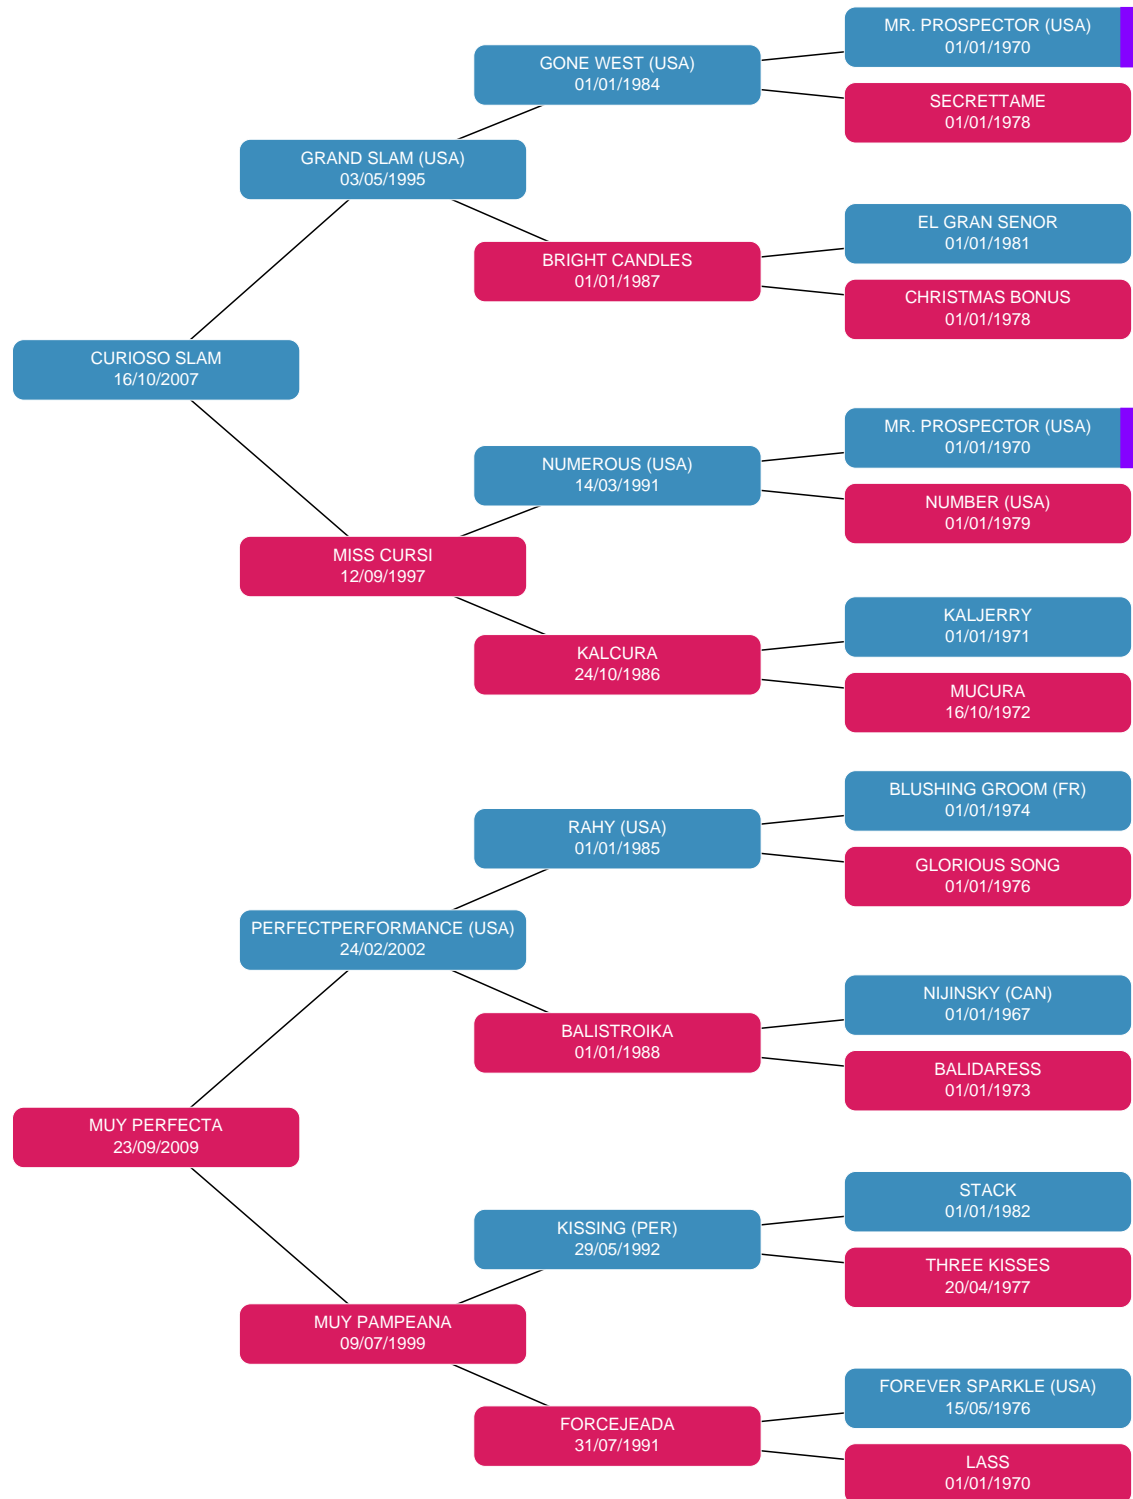 MR. PROSPECTOR (USA)
01/01/1970
GONE WEST (USA)
01/01/1984
SECRETTAME
01/01/1978
GRAND SLAM (USA)
03/05/1995
EL GRAN SENOR
01/01/1981
BRIGHT CANDLES
01/01/1987
CHRISTMAS BONUS
01/01/1978
CURIOSO SLAM
16/10/2007
MR. PROSPECTOR (USA)
01/01/1970
NUMEROUS (USA)
14/03/1991
NUMBER (USA)
01/01/1979
MISS CURSI
12/09/1997
KALJERRY
01/01/1971
KALCURA
24/10/1986
MUCURA
16/10/1972
BLUSHING GROOM (FR)
01/01/1974
RAHY (USA)
01/01/1985
GLORIOUS SONG
01/01/1976
PERFECTPERFORMANCE (USA)
24/02/2002
NIJINSKY (CAN)
01/01/1967
BALISTROIKA
01/01/1988
BALIDARESS
01/01/1973
MUY PERFECTA
23/09/2009
STACK
01/01/1982
KISSING (PER)
29/05/1992
THREE KISSES
20/04/1977
MUY PAMPEANA
09/07/1999
FOREVER SPARKLE (USA)
15/05/1976
FORCEJEADA
31/07/1991
LASS
01/01/1970